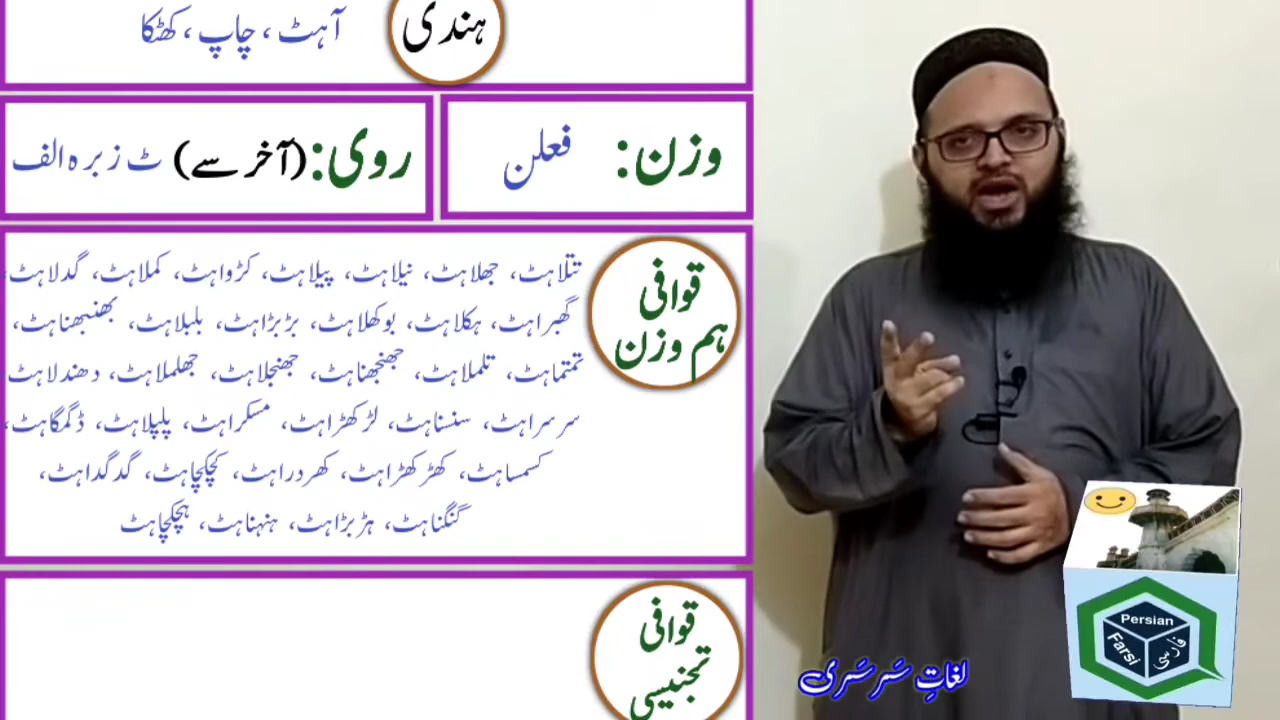 ہندی
آہٹ، چاپ، کھٹکا
وزن: فعلن
روی: (آخر سے) ٹ زبر ہ الف
قوافی
ہم وزن
تتلاہٹ، جھلاہٹ، نیلاہٹ، پیلاہٹ، کڑواہٹ، کملاہٹ، گدلاہٹ،
گھبراہٹ، ہکلاہٹ، بوکھلاہٹ، بڑبڑاہٹ، بلبلاہٹ، بھنبھناہٹ،
تمتماہٹ، تلملاہٹ، جھنجھناہٹ، جھنجلاہٹ، جھلملاہٹ، دھندلاہٹ،
سرسراہٹ، سنسناہٹ، لڑکھڑاہٹ، مسکراہٹ، پلپلاہٹ، ڈگمگاہٹ،
کسمساہٹ، کھڑکھڑاہٹ، کھردراہٹ، کچکچاہٹ، گدگداہٹ،
گنگناہٹ، ہڑبڑاہٹ، ہنہناہٹ، ہچکچاہٹ
قوافی
تجنیسی
لغاتِ سَرسَری
Persian
Farsi
فارسی